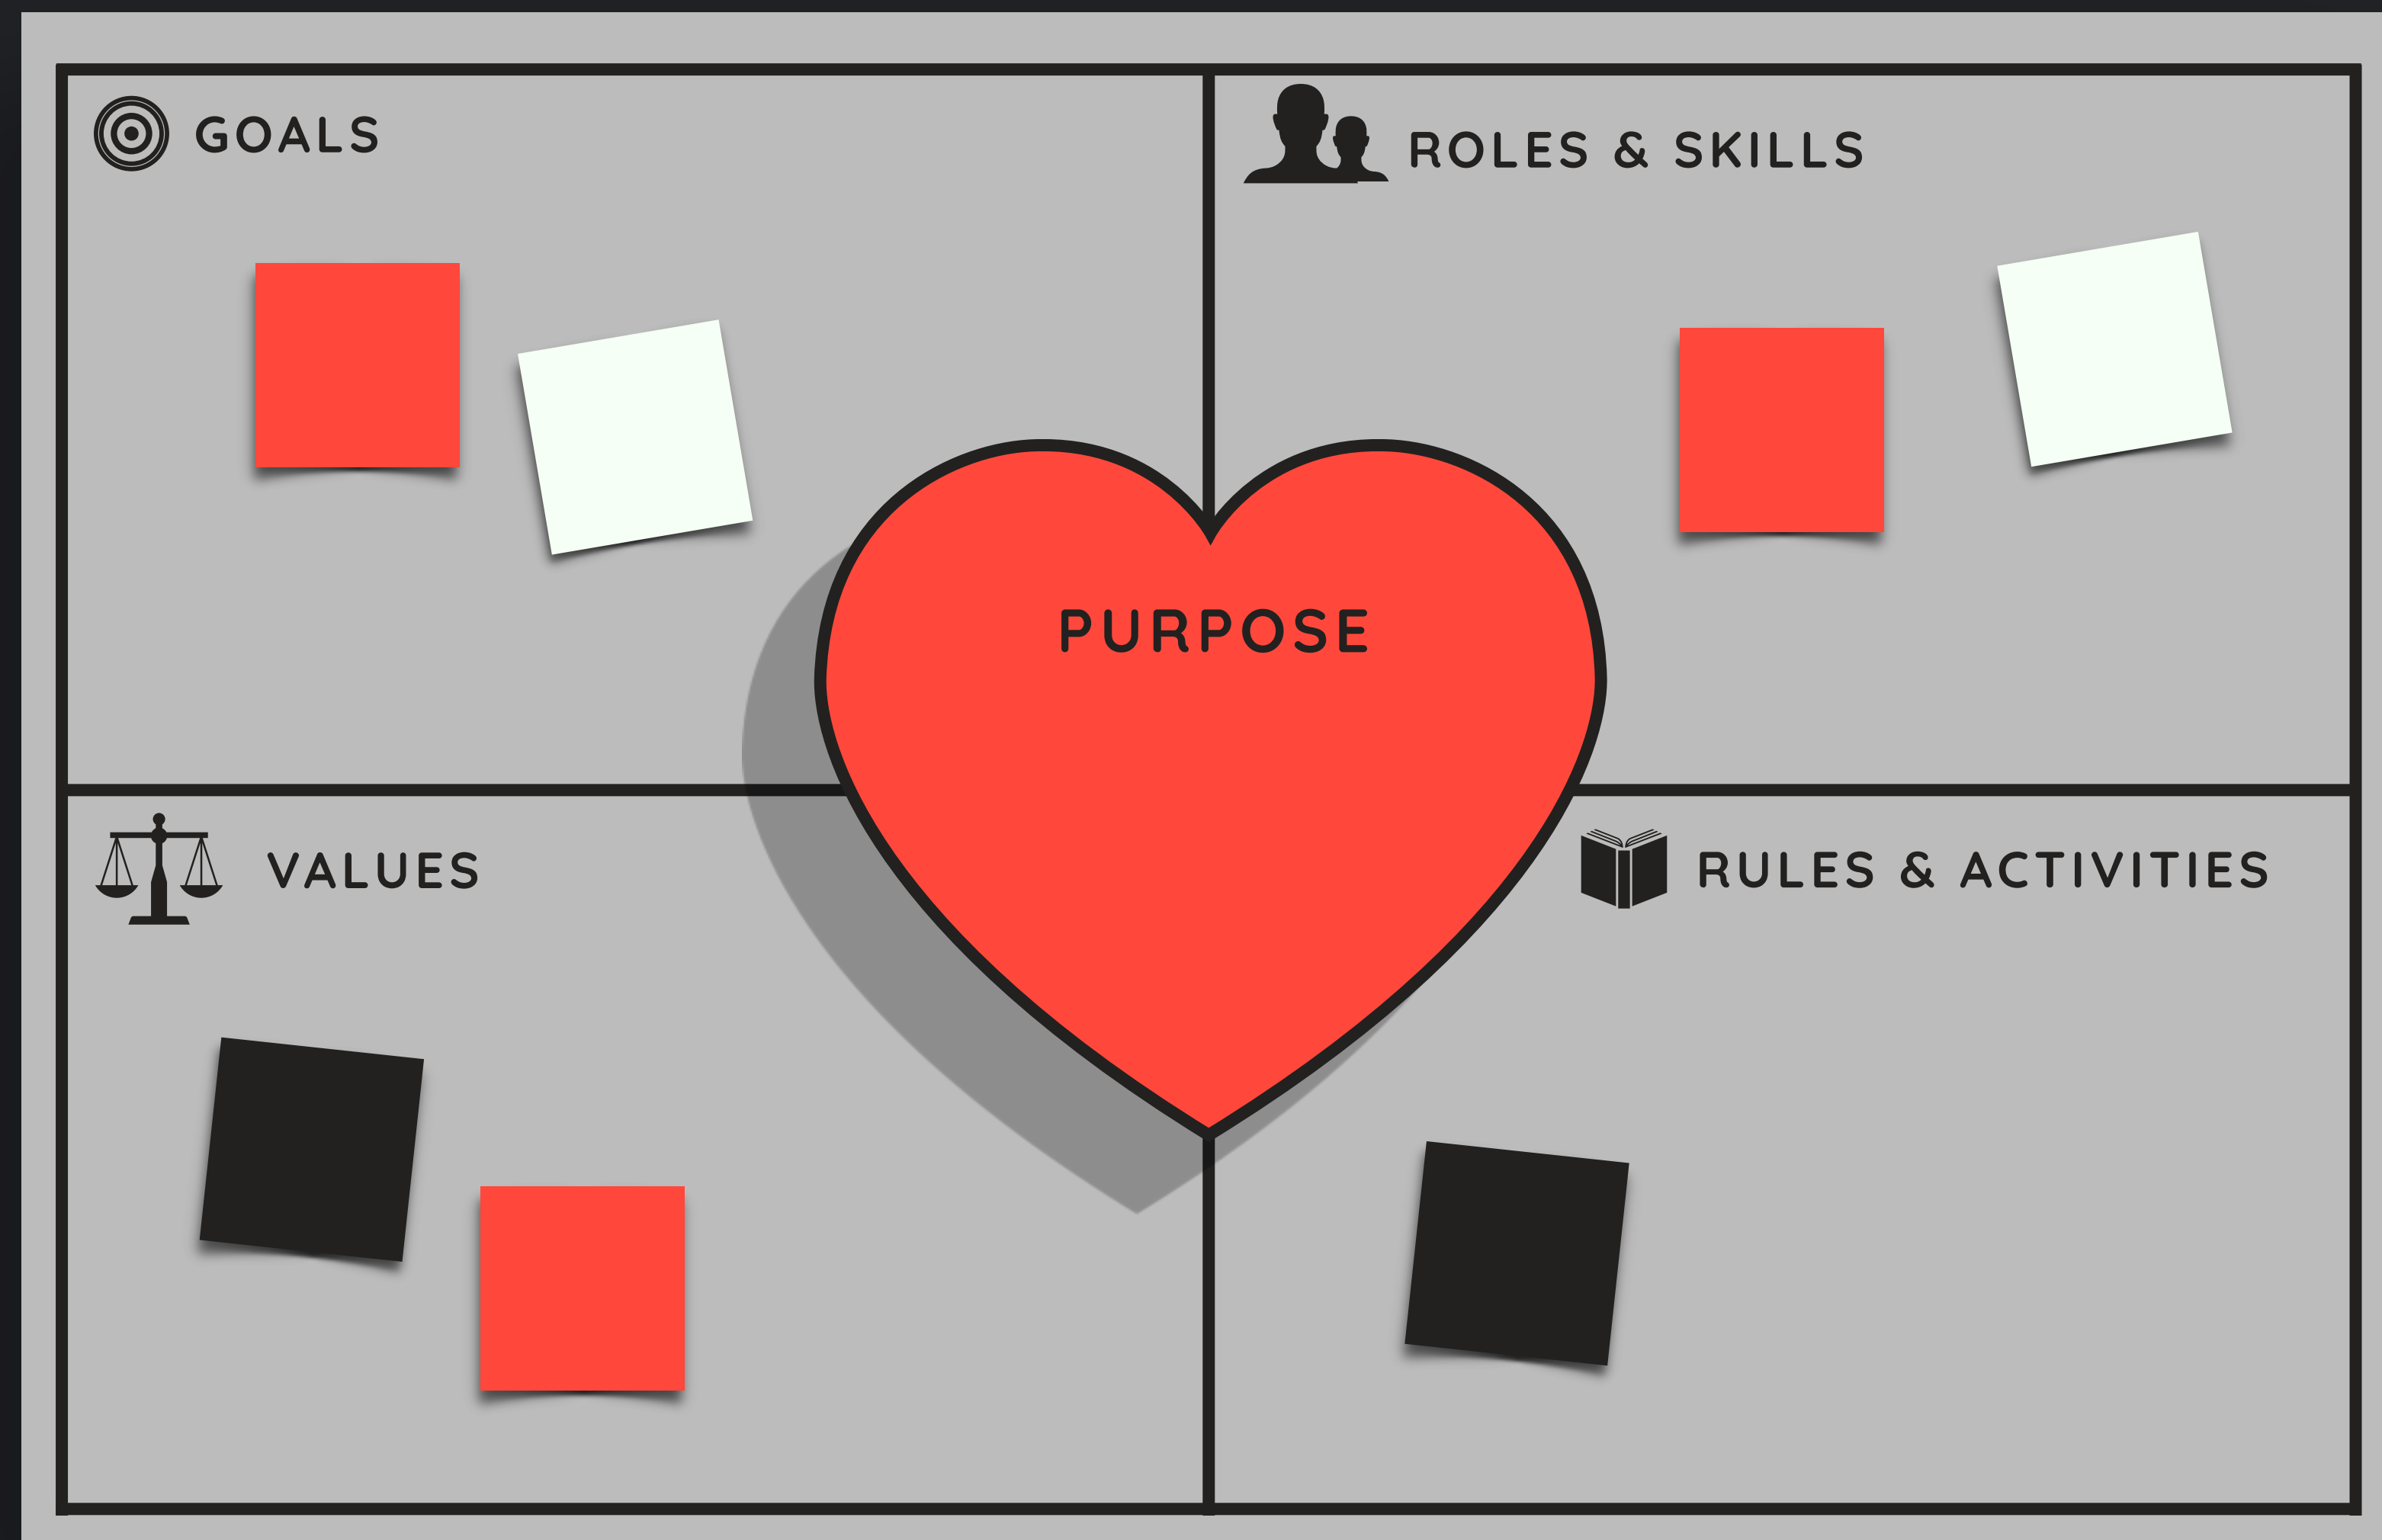 GOALS
ROLES & SKILLS
PURPOSE
VALUES
RULES & ACTIVITIES